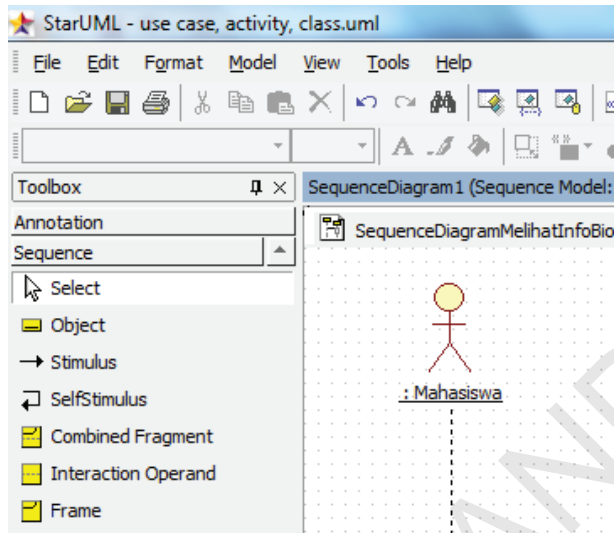 StarUML - use case, activity, class.uml
File Edit Format Model View Tools Help
Toolbox
SequenceDiagram1 (Sequence Model:
Annotation
SequenceDiagramMelihatInfoBio
Sequence
Select
Object
Stimulus
SelfStimulus
Combined Fragment
Interaction Operand
Frame
: Mahasiswa